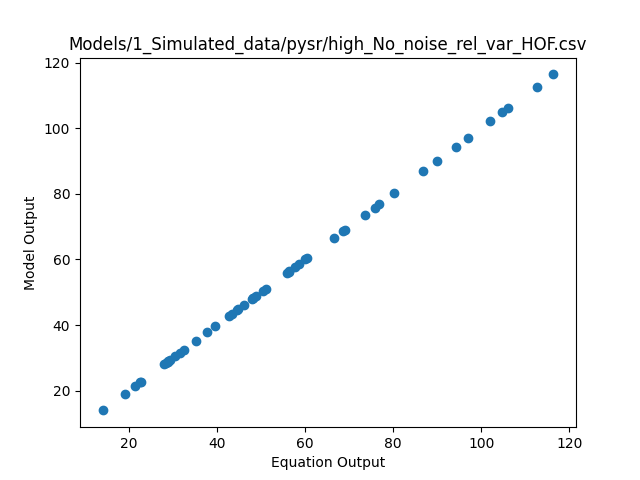 Models/1_Simulated_data/pysr/high_No_noise_rel_var_HOF.csv
120
100
80
60
40
20
Model Output
20 40 60 80 100 120
Equation Output